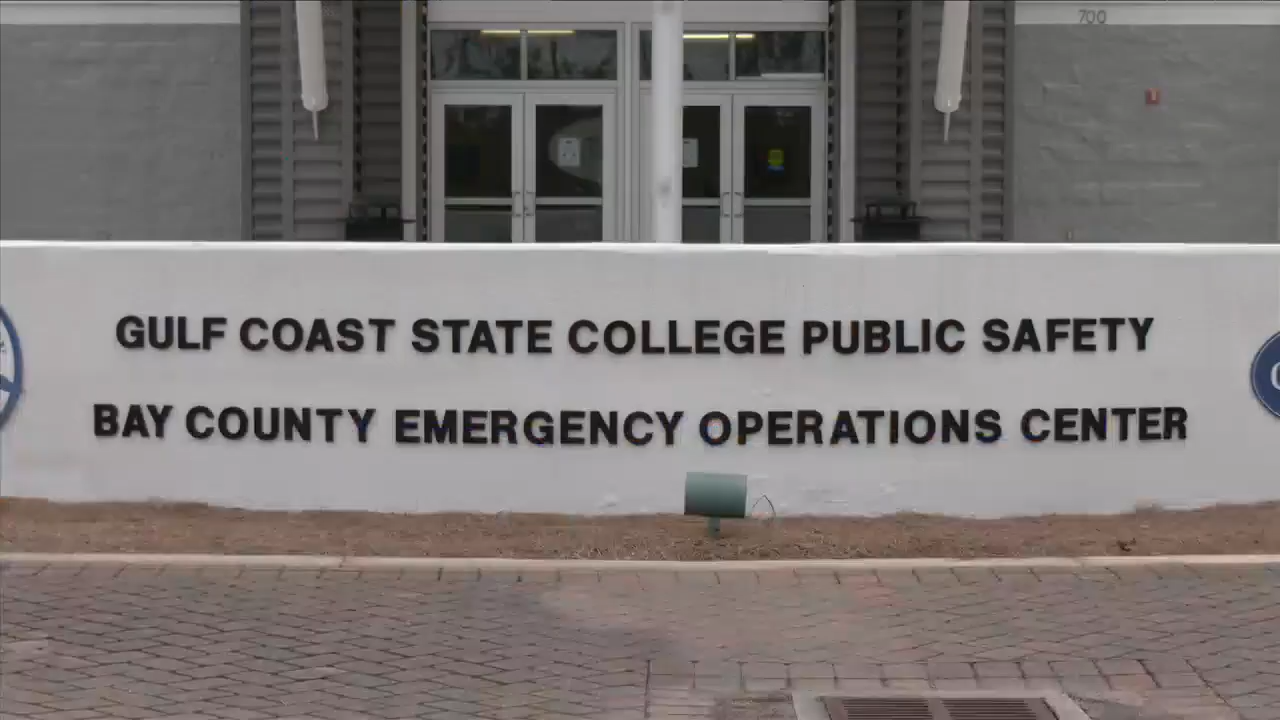 700
GULF COAST STATE COLLEGE PUBLIC SAFETY
BAY COUNTY EMERGENCY OPERATIONS CENTER